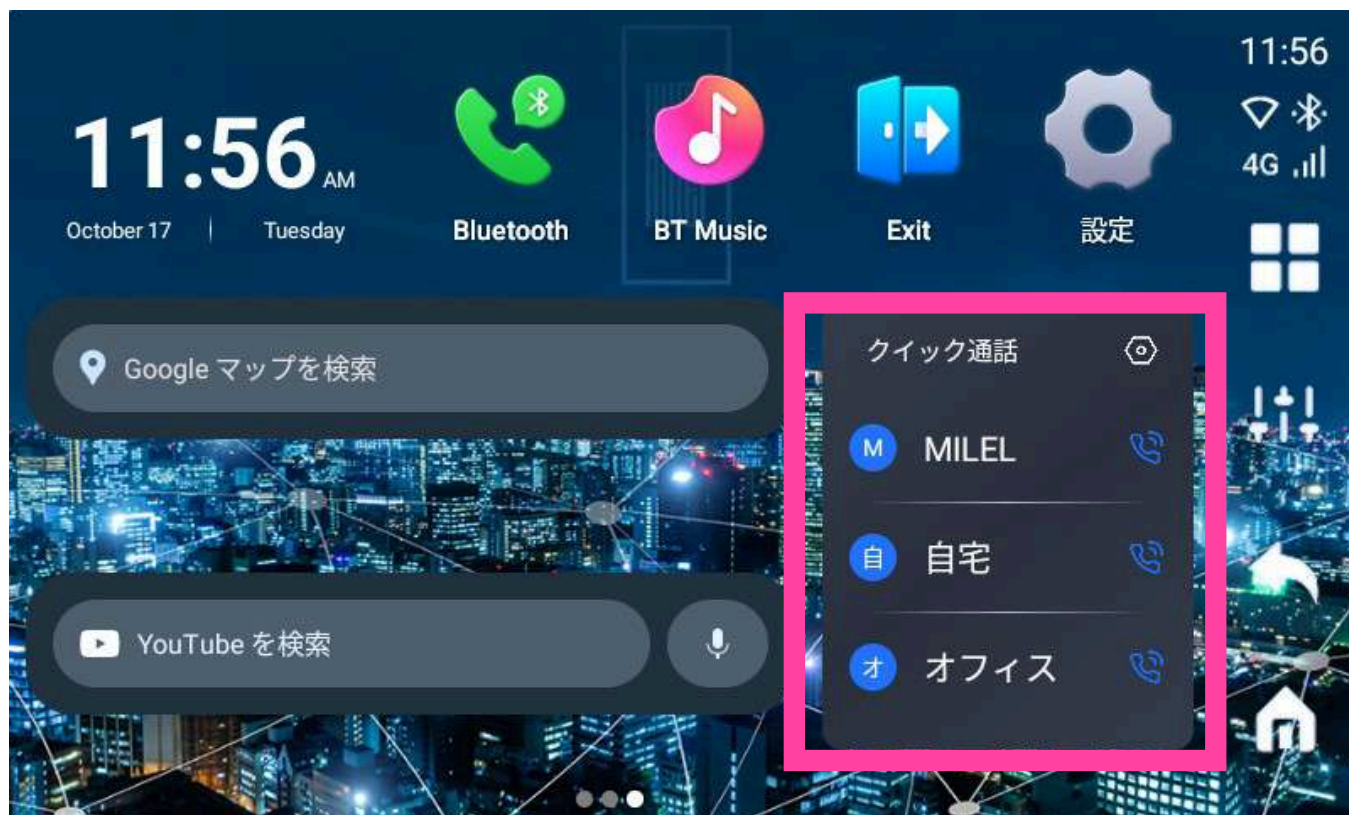 11:56 AM
October 17 | Tuesday
Bluetooth
BT Music
Exit
設定
11:56
4G
Google マップを検索
YouTube を検索
クイック通話
M MILEL
自 自宅
オ オフィス